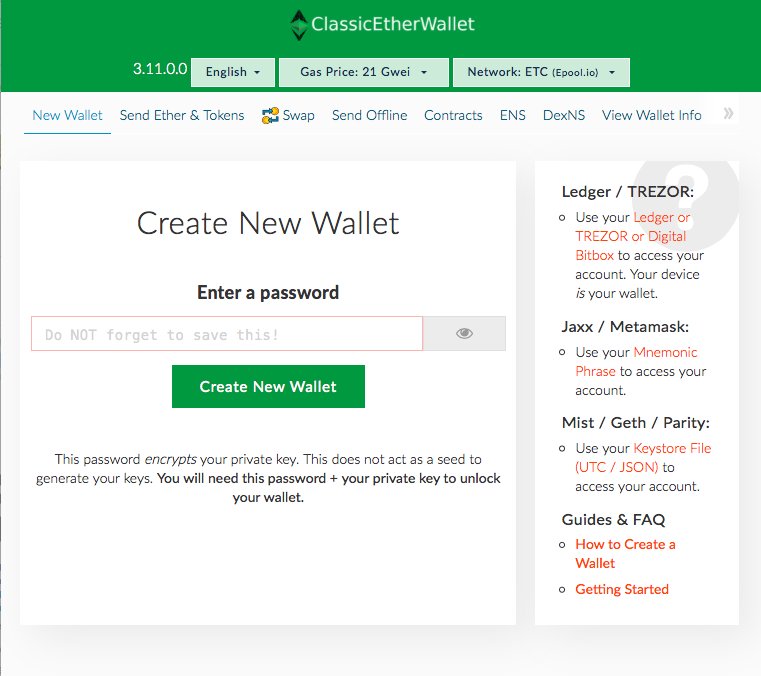 ClassicEtherWallet
3.11.0.0 English Gas Price: 21 Gwei Network: ETC (Epool.io)
New Wallet Send Ether & Tokens Swap Send Offline Contracts ENS DexNS View Wallet Info »
Create New Wallet
Enter a password
Do NOT forget to save this!
Create New Wallet
This password encrypts your private key. This does not act as a seed to
generate your keys. You will need this password + your private key to unlock
your wallet.
?
Ledger / TREZOR:
Use your Ledger or
TREZOR or Digital
Bitbox to access your
account. Your device
is your wallet.
Jaxx / Metamask:
Use your Mnemonic
Phrase to access your
account.
Mist / Geth / Parity:
Use your Keystore File
(UTC / JSON) to
access your account.
Guides & FAQ
How to Create a
Wallet
Getting Started